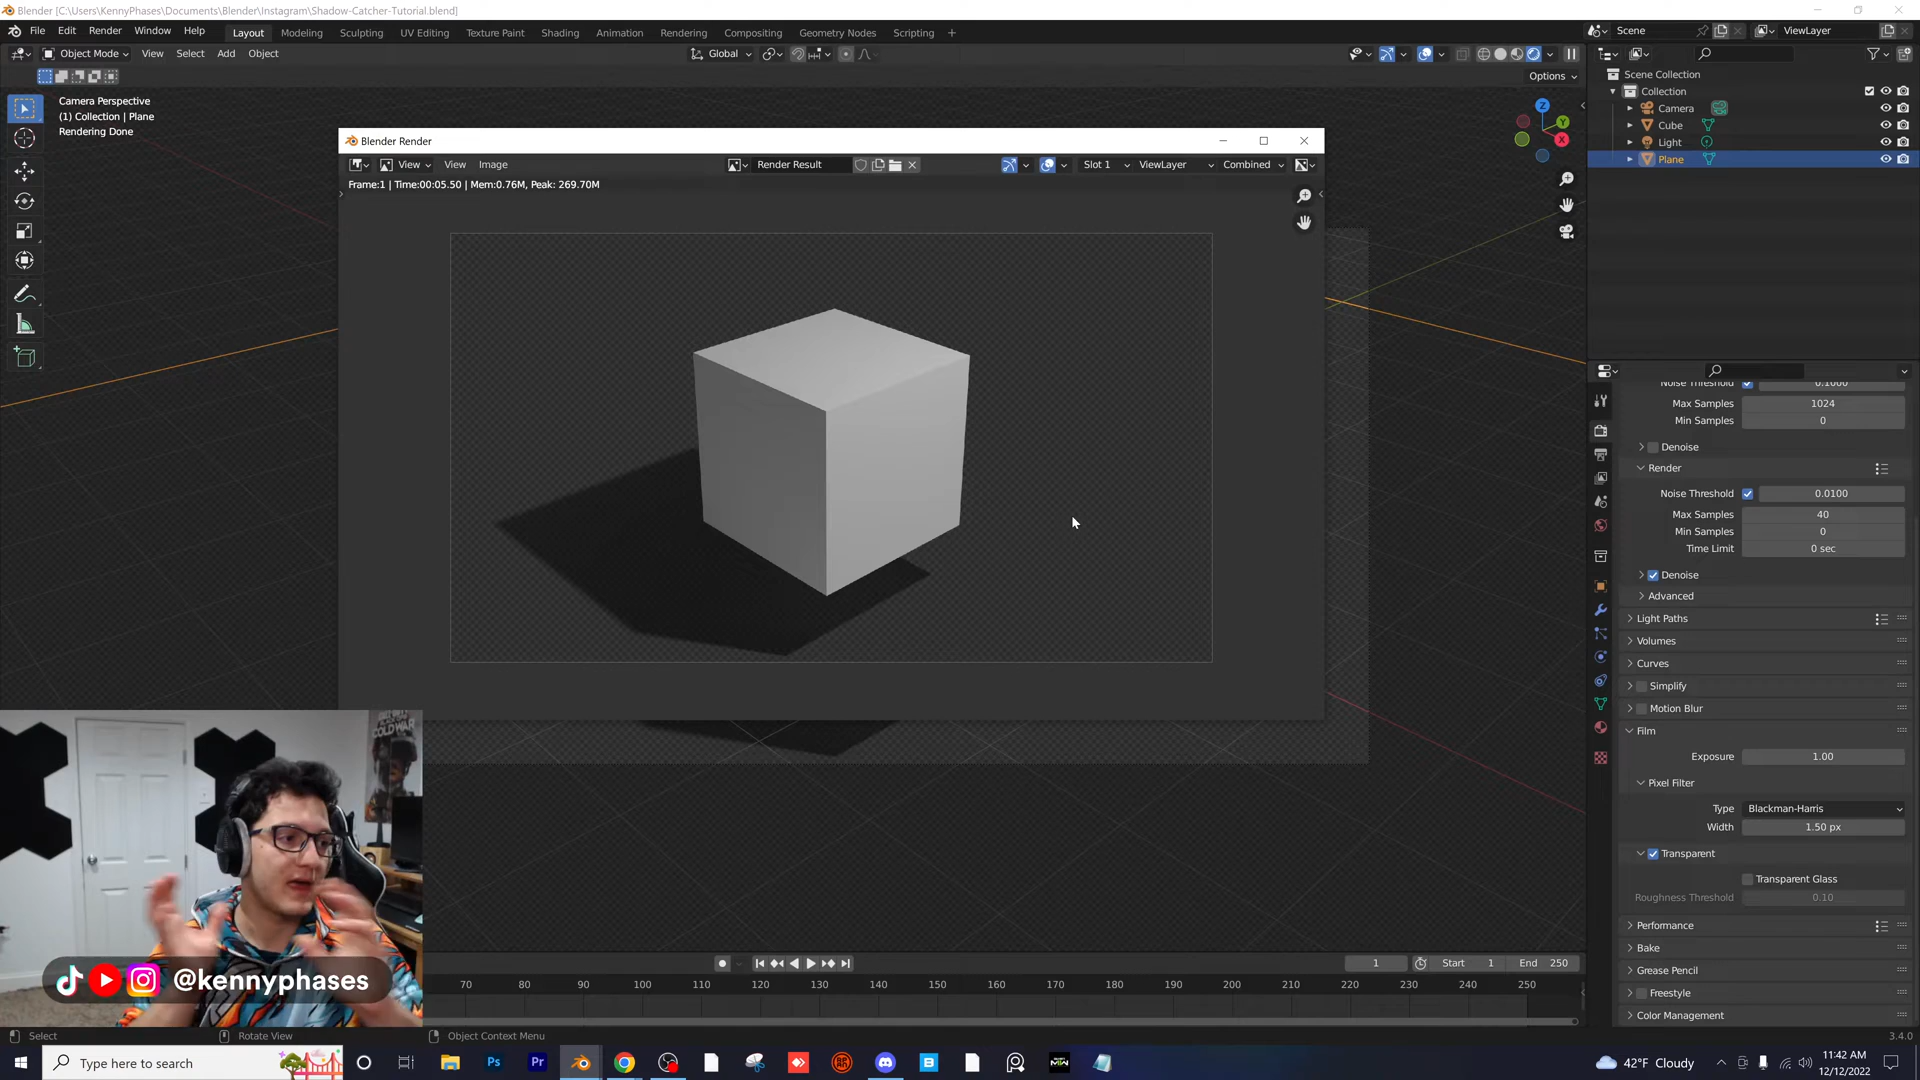 Blender [C:\Users\KennyPhases\Documents\Blender\Instagram\Shadow-Catcher-Tutorial.blend]
File Edit Render Window Help Layout Modeling Sculpting UV Editing Texture Paint Shading Animation Rendering Compositing Geometry Nodes Scripting + Scene ViewLayer
Object Mode View Select Add Object Global
Options
Camera Perspective
(1) Collection | Plane
Rendering Done
Scene Collection
Collection
Camera
Cube
Light
Plane
Z
Y
X
Blender Render
View View Image Render Result Slot 1 ViewLayer Combined
Frame:1 | Time:00:05.50 | Mem:0.76M, Peak: 269.70M
Noise Threshold 0.1000
Max Samples 1024
Min Samples 0
Denoise
Render
Noise Threshold 0.0100
Max Samples 40
Min Samples 0
Time Limit 0 sec
Denoise
Advanced
Light Paths
Volumes
Curves
Simplify
Motion Blur
Film
Exposure 1.00
Pixel Filter
Type Blackman-Harris
Width 1.50 px
Transparent
Transparent Glass
Roughness Threshold 0.10
Performance
Bake
Grease Pencil
Freestyle
Color Management
COLD WAR
@kennyphases
1 Start 1 End 250
70 80 90 100 110 120 130 140 150 160 170 180 190 200 210 220 230 240 250
Select Rotate View Object Context Menu 3.4.0
Type here to search
Ps Pr
42°F Cloudy
11:42 AM
12/12/2022